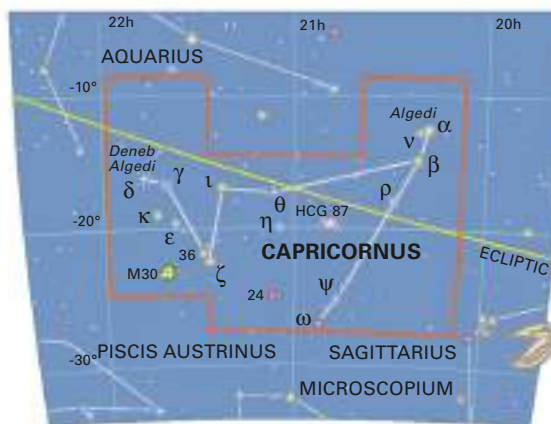 22h
21h
20h
AQUARIUS
-10°
Algedi
α
ν
β
Deneb
Algedi
δ
γ
ι
θ
ρ
HCG 87
κ
-20°
η
ε
CAPRICORNUS
36
ECLIPTIC
M30
ζ
24
ψ
ω
PISCIS AUSTRINUS
SAGITTARIUS
-30°
MICROSCOPIUM